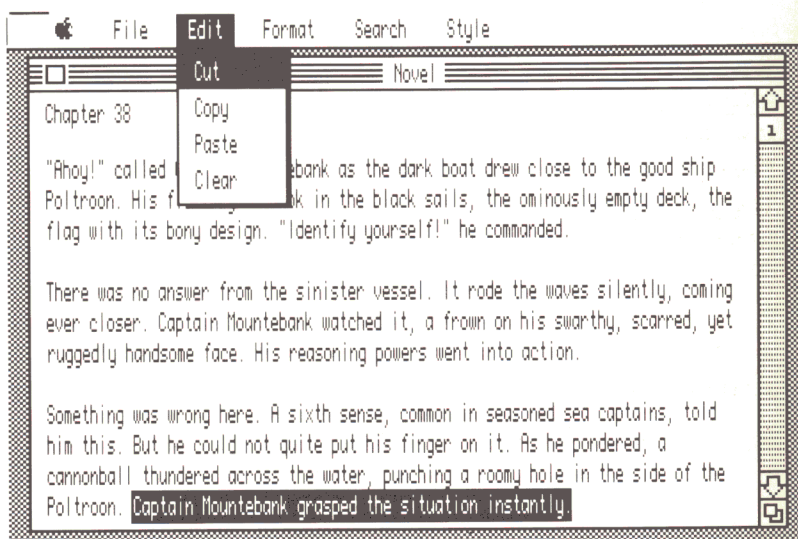 File Edit Format Search Style
Novel
Cut
Copy
Paste
Clear
Chapter 38
1
"Ahoy!" called ebank as the dark boat drew close to the good ship
Poltroon. His f k in the black sails, the ominously empty deck, the
flag with its bony design. "Identify yourself!" he commanded.
There was no answer from the sinister vessel. It rode the waves silently, coming
ever closer. Captain Mountebank watched it, a frown on his swarthy, scarred, yet
ruggedly handsome face. His reasoning powers went into action.
Something was wrong here. A sixth sense, common in seasoned sea captains, told
him this. But he could not quite put his finger on it. As he pondered, a
cannonball thundered across the water, punching a roomy hole in the side of the
Poltroon. Captain Mountebank grasped the situation instantly.